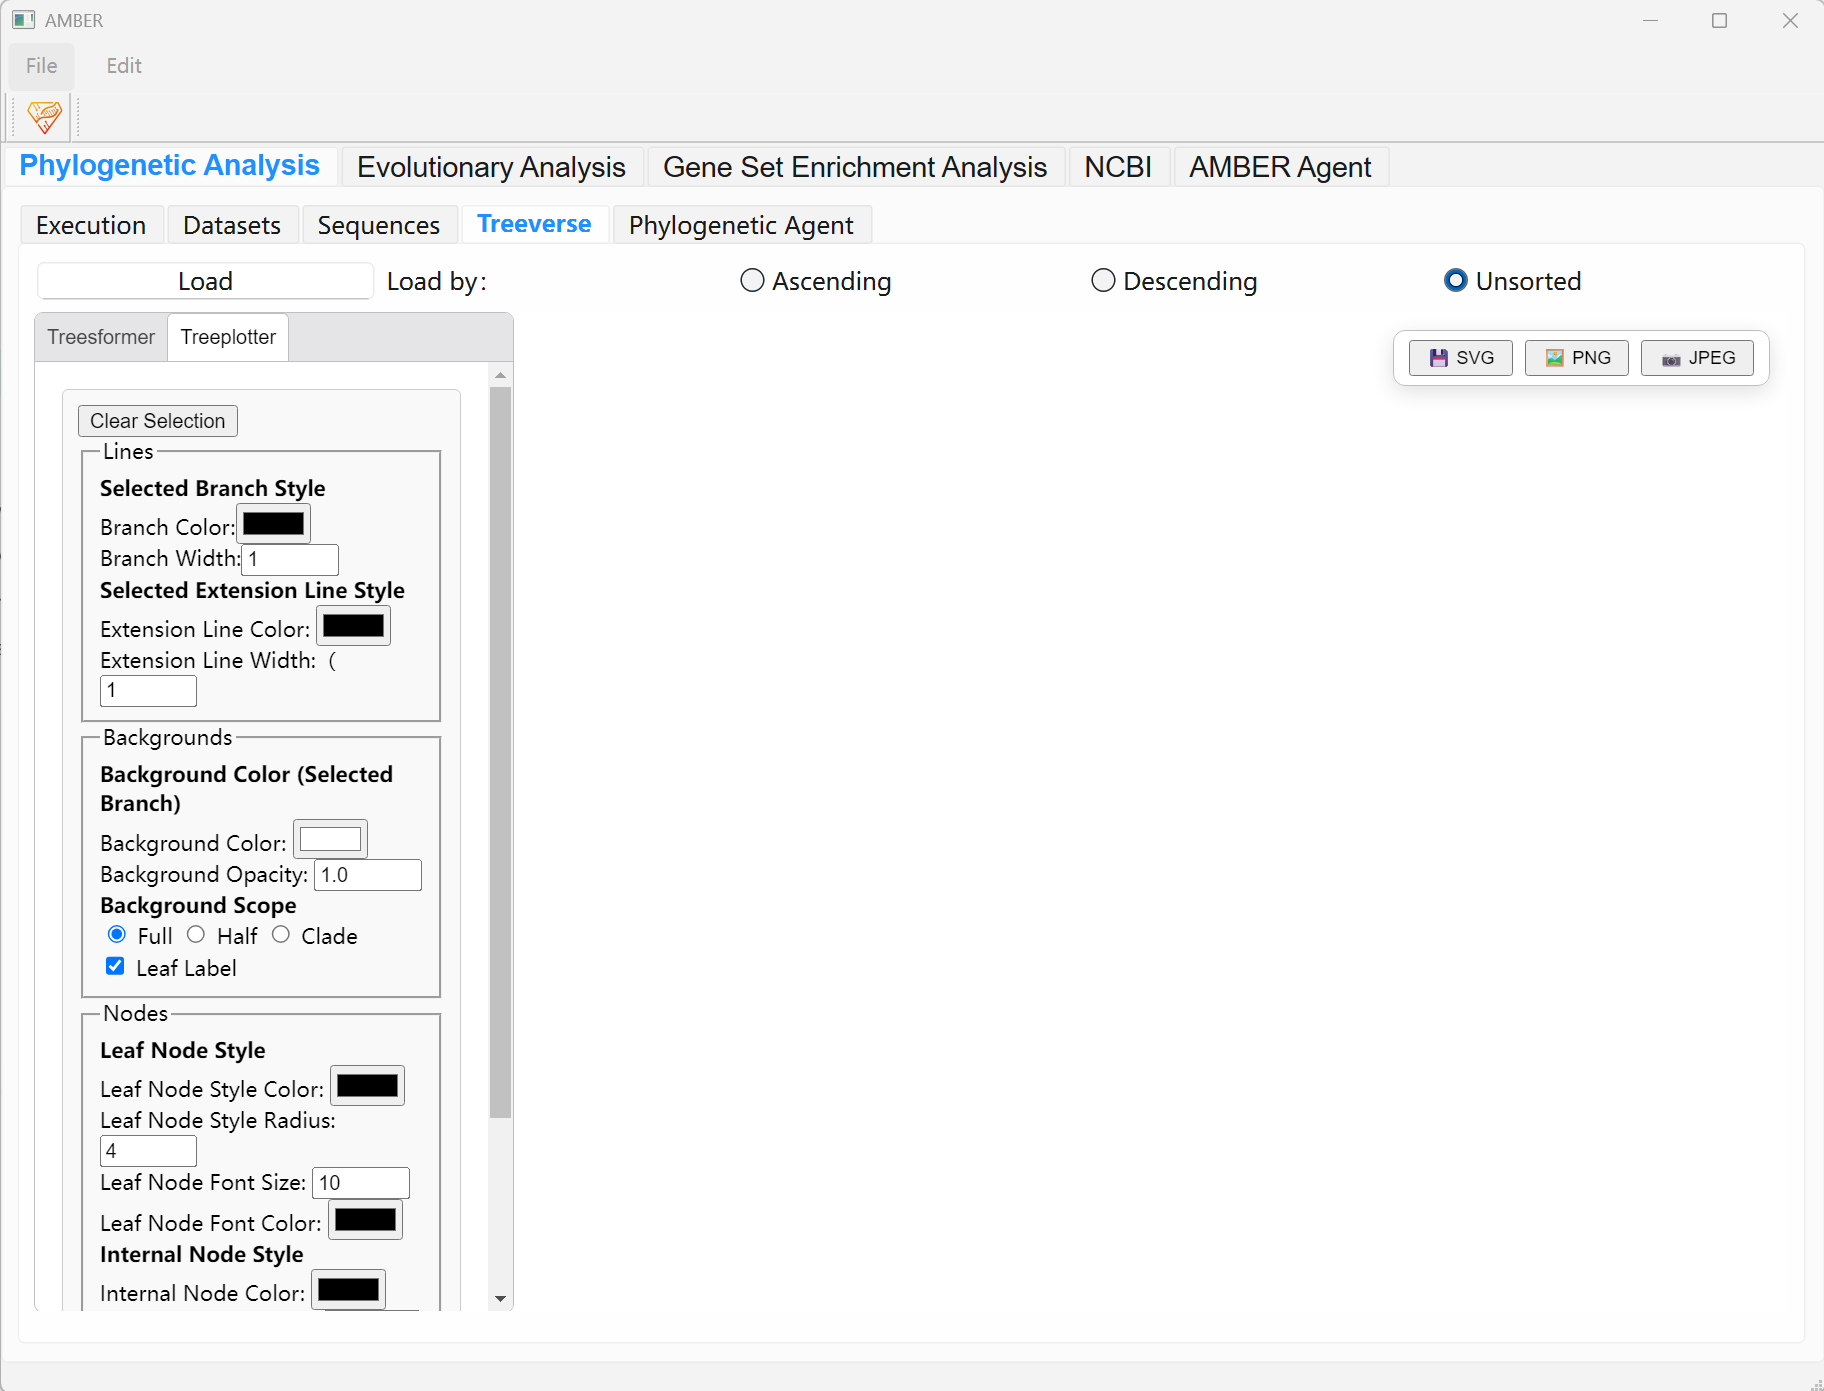 AMBER
File Edit
Phylogenetic Analysis Evolutionary Analysis Gene Set Enrichment Analysis NCBI AMBER Agent
Execution Datasets Sequences Treeverse Phylogenetic Agent
Load Load by: Ascending Descending Unsorted
Treesformer Treeplotter
SVG PNG JPEG
Clear Selection
Lines
Selected Branch Style
Branch Color:
Branch Width: 1
Selected Extension Line Style
Extension Line Color:
Extension Line Width: (
1
Backgrounds
Background Color (Selected
Branch)
Background Color:
Background Opacity: 1.0
Background Scope
Full Half Clade
Leaf Label
Nodes
Leaf Node Style
Leaf Node Style Color:
Leaf Node Style Radius:
4
Leaf Node Font Size: 10
Leaf Node Font Color:
Internal Node Style
Internal Node Color: